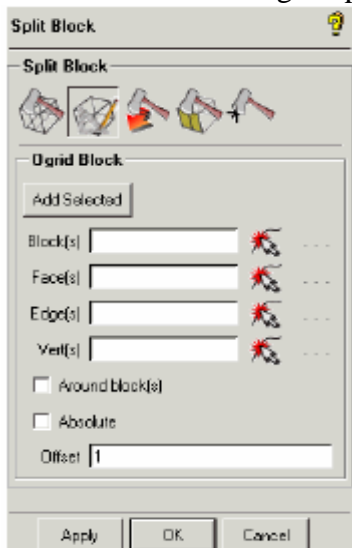 Split Block
Split Block
Ogrid Block
Add Selected
Block(s)
Face(s)
Edge(s)
Vert(s)
Around block(s)
Absolute
Offset 1
Apply OK Cancel